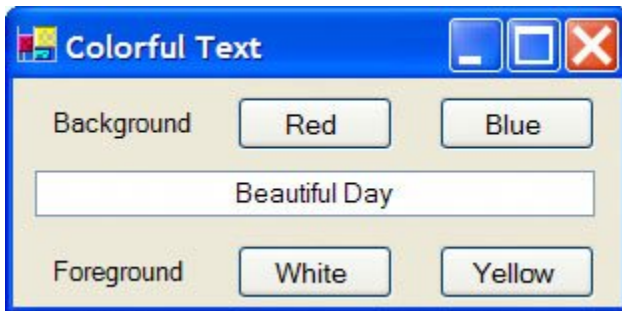 Colorful Text
Background Red Blue
Beautiful Day
Foreground White Yellow